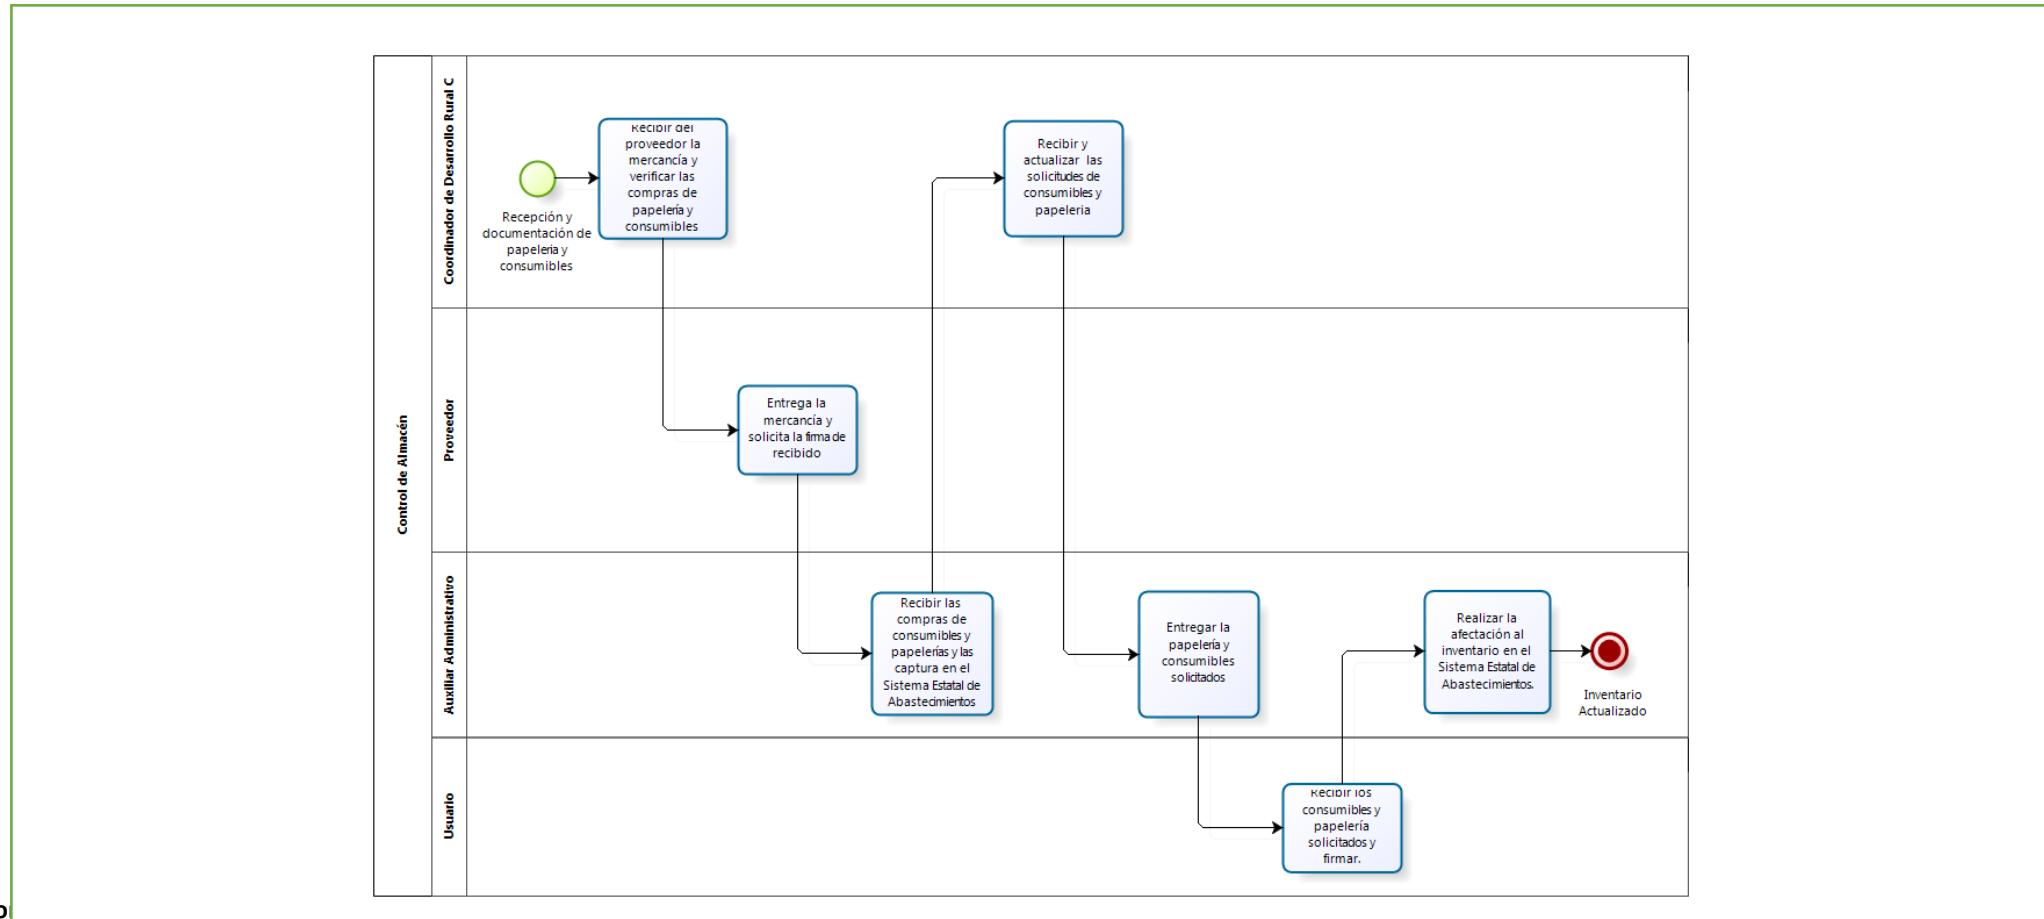 Control de Almacén
Coordinador de Desarrollo Rural C
Recepción y
documentación de
papeleria y
consumibles
Recibir del
proveedor la
mercancía y
verificar las
compras de
papelería y
consumibles
Recibir y
actualizar las
solicitudes de
consumibles y
papeleria
Proveedor
Entrega la
mercancía y
solicita la firma de
recibido
Auxiliar Administrativo
Recibir las
compras de
consumibles y
papelerías y las
captura en el
Sistema Estatal de
Abastecimientos
Entregar la
papelería y
consumibles
solicitados
Realizar la
afectación al
inventario en el
Sistema Estatal de
Abastecimientos.
Inventario
Actualizado
Usuario
Recibir los
consumibles y
papelería
solicitados y
firmar.